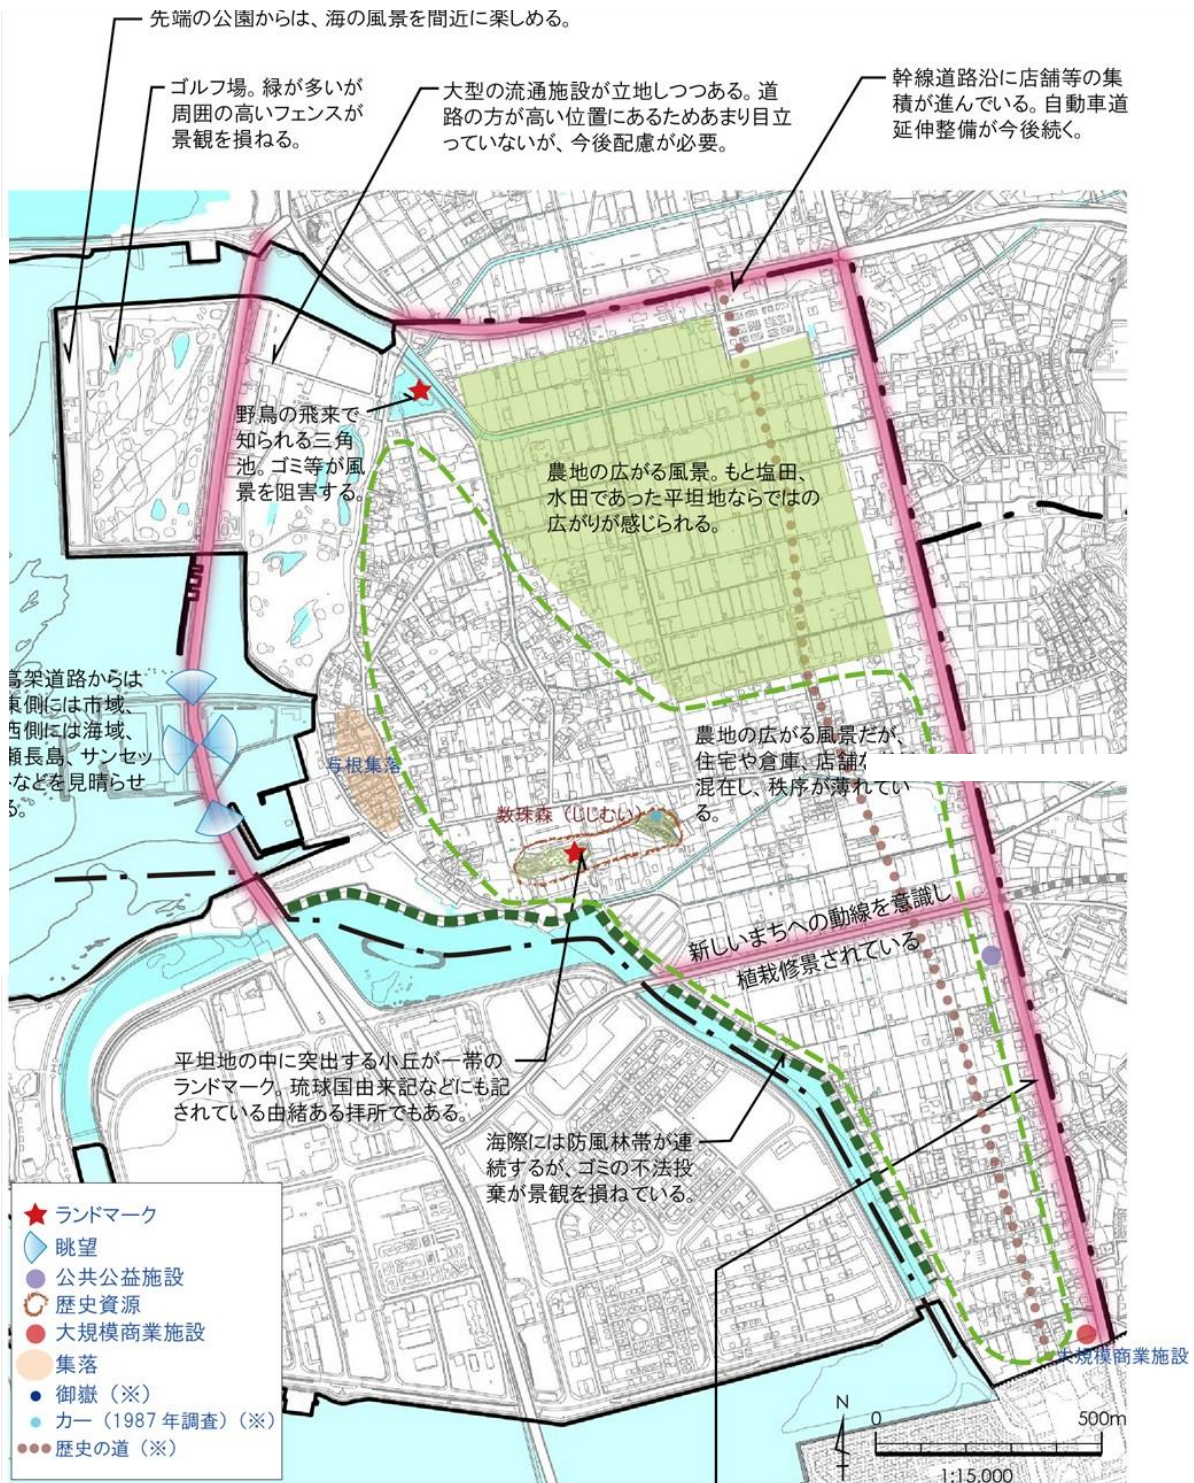 先端の公園からは、海の風景を間近に楽しめる。
ゴルフ場。緑が多いが
周囲の高いフェンスが
景観を損ねる。
大型の流通施設が立地しつつある。道
路の方が高い位置にあるためあまり目立
っていないが、今後配慮が必要。
幹線道路沿に店舗等の集
積が進んでいる。自動車道
延伸整備が今後続く。
野鳥の飛来で
知られる三角
池。ゴミ等が風
景を阻害する。
農地の広がる風景。もと塩田、
水田であった平坦地ならではの
広がりが感じられる。
高架道路からは
東側には市域、
西側には海域、
瀬長島、サンセッ
などを見晴らせ
る。
与根集落
農地の広がる風景だが、
住宅や倉庫、店舗な
混在し、秩序が薄れてい
る。
数珠森（じじむい）
新しいまちへの動線を意識し
植栽修景されている
平坦地の中に突出する小丘が一帯の
ランドマーク。琉球国由来記などにも記
されている由緒ある拝所でもある。
海際には防風林帯が連
続するが、ゴミの不法投
棄が景観を損ねている。
ランドマーク
眺望
公共公益施設
歴史資源
大規模商業施設
集落
御嶽（※）
カー（1987年調査）（※）
歴史の道（※）
大規模商業施設
N
0 500m
1:15,000